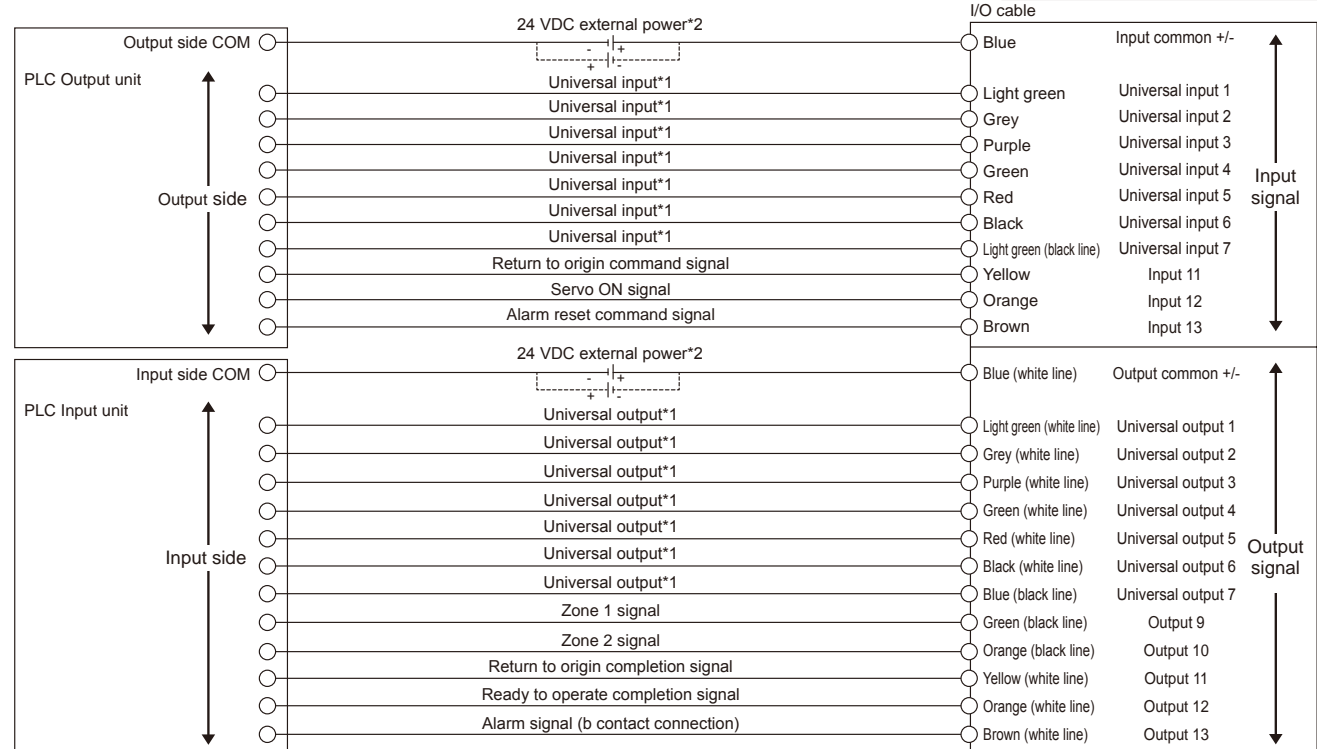 I/O cable
24 VDC external power*2
Output side COM
- +
+ -
Blue Input common +/-
PLC Output unit
Universal input*1 Light green Universal input 1
Universal input*1 Grey Universal input 2
Universal input*1 Purple Universal input 3
Universal input*1 Green Universal input 4
Input signal
Output side
Universal input*1 Red Universal input 5
Universal input*1 Black Universal input 6
Universal input*1 Light green (black line) Universal input 7
Return to origin command signal Yellow Input 11
Servo ON signal Orange Input 12
Alarm reset command signal Brown Input 13
24 VDC external power*2
Input side COM
- +
+ -
Blue (white line) Output common +/-
PLC Input unit
Universal output*1 Light green (white line) Universal output 1
Universal output*1 Grey (white line) Universal output 2
Universal output*1 Purple (white line) Universal output 3
Universal output*1 Green (white line) Universal output 4
Universal output*1 Red (white line) Universal output 5
Output signal
Input side
Universal output*1 Black (white line) Universal output 6
Universal output*1 Blue (black line) Universal output 7
Zone 1 signal Green (black line) Output 9
Zone 2 signal Orange (black line) Output 10
Return to origin completion signal Yellow (white line) Output 11
Ready to operate completion signal Orange (white line) Output 12
Alarm signal (b contact connection) Brown (white line) Output 13